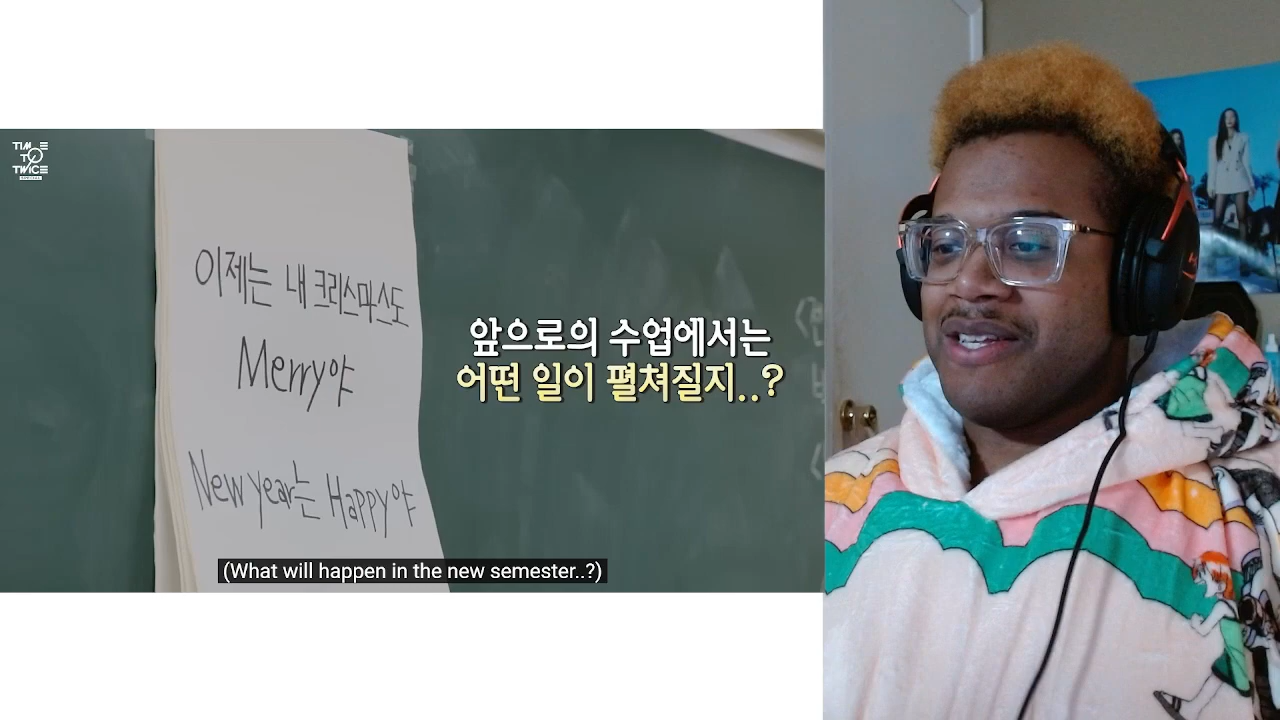 TIME
TO
TWICE
이제는 내 크리스마스도
Merry야
New year는 Happy야
앞으로의 수업에서는
어떤 일이 펼쳐질지..?
(What will happen in the new semester..?)